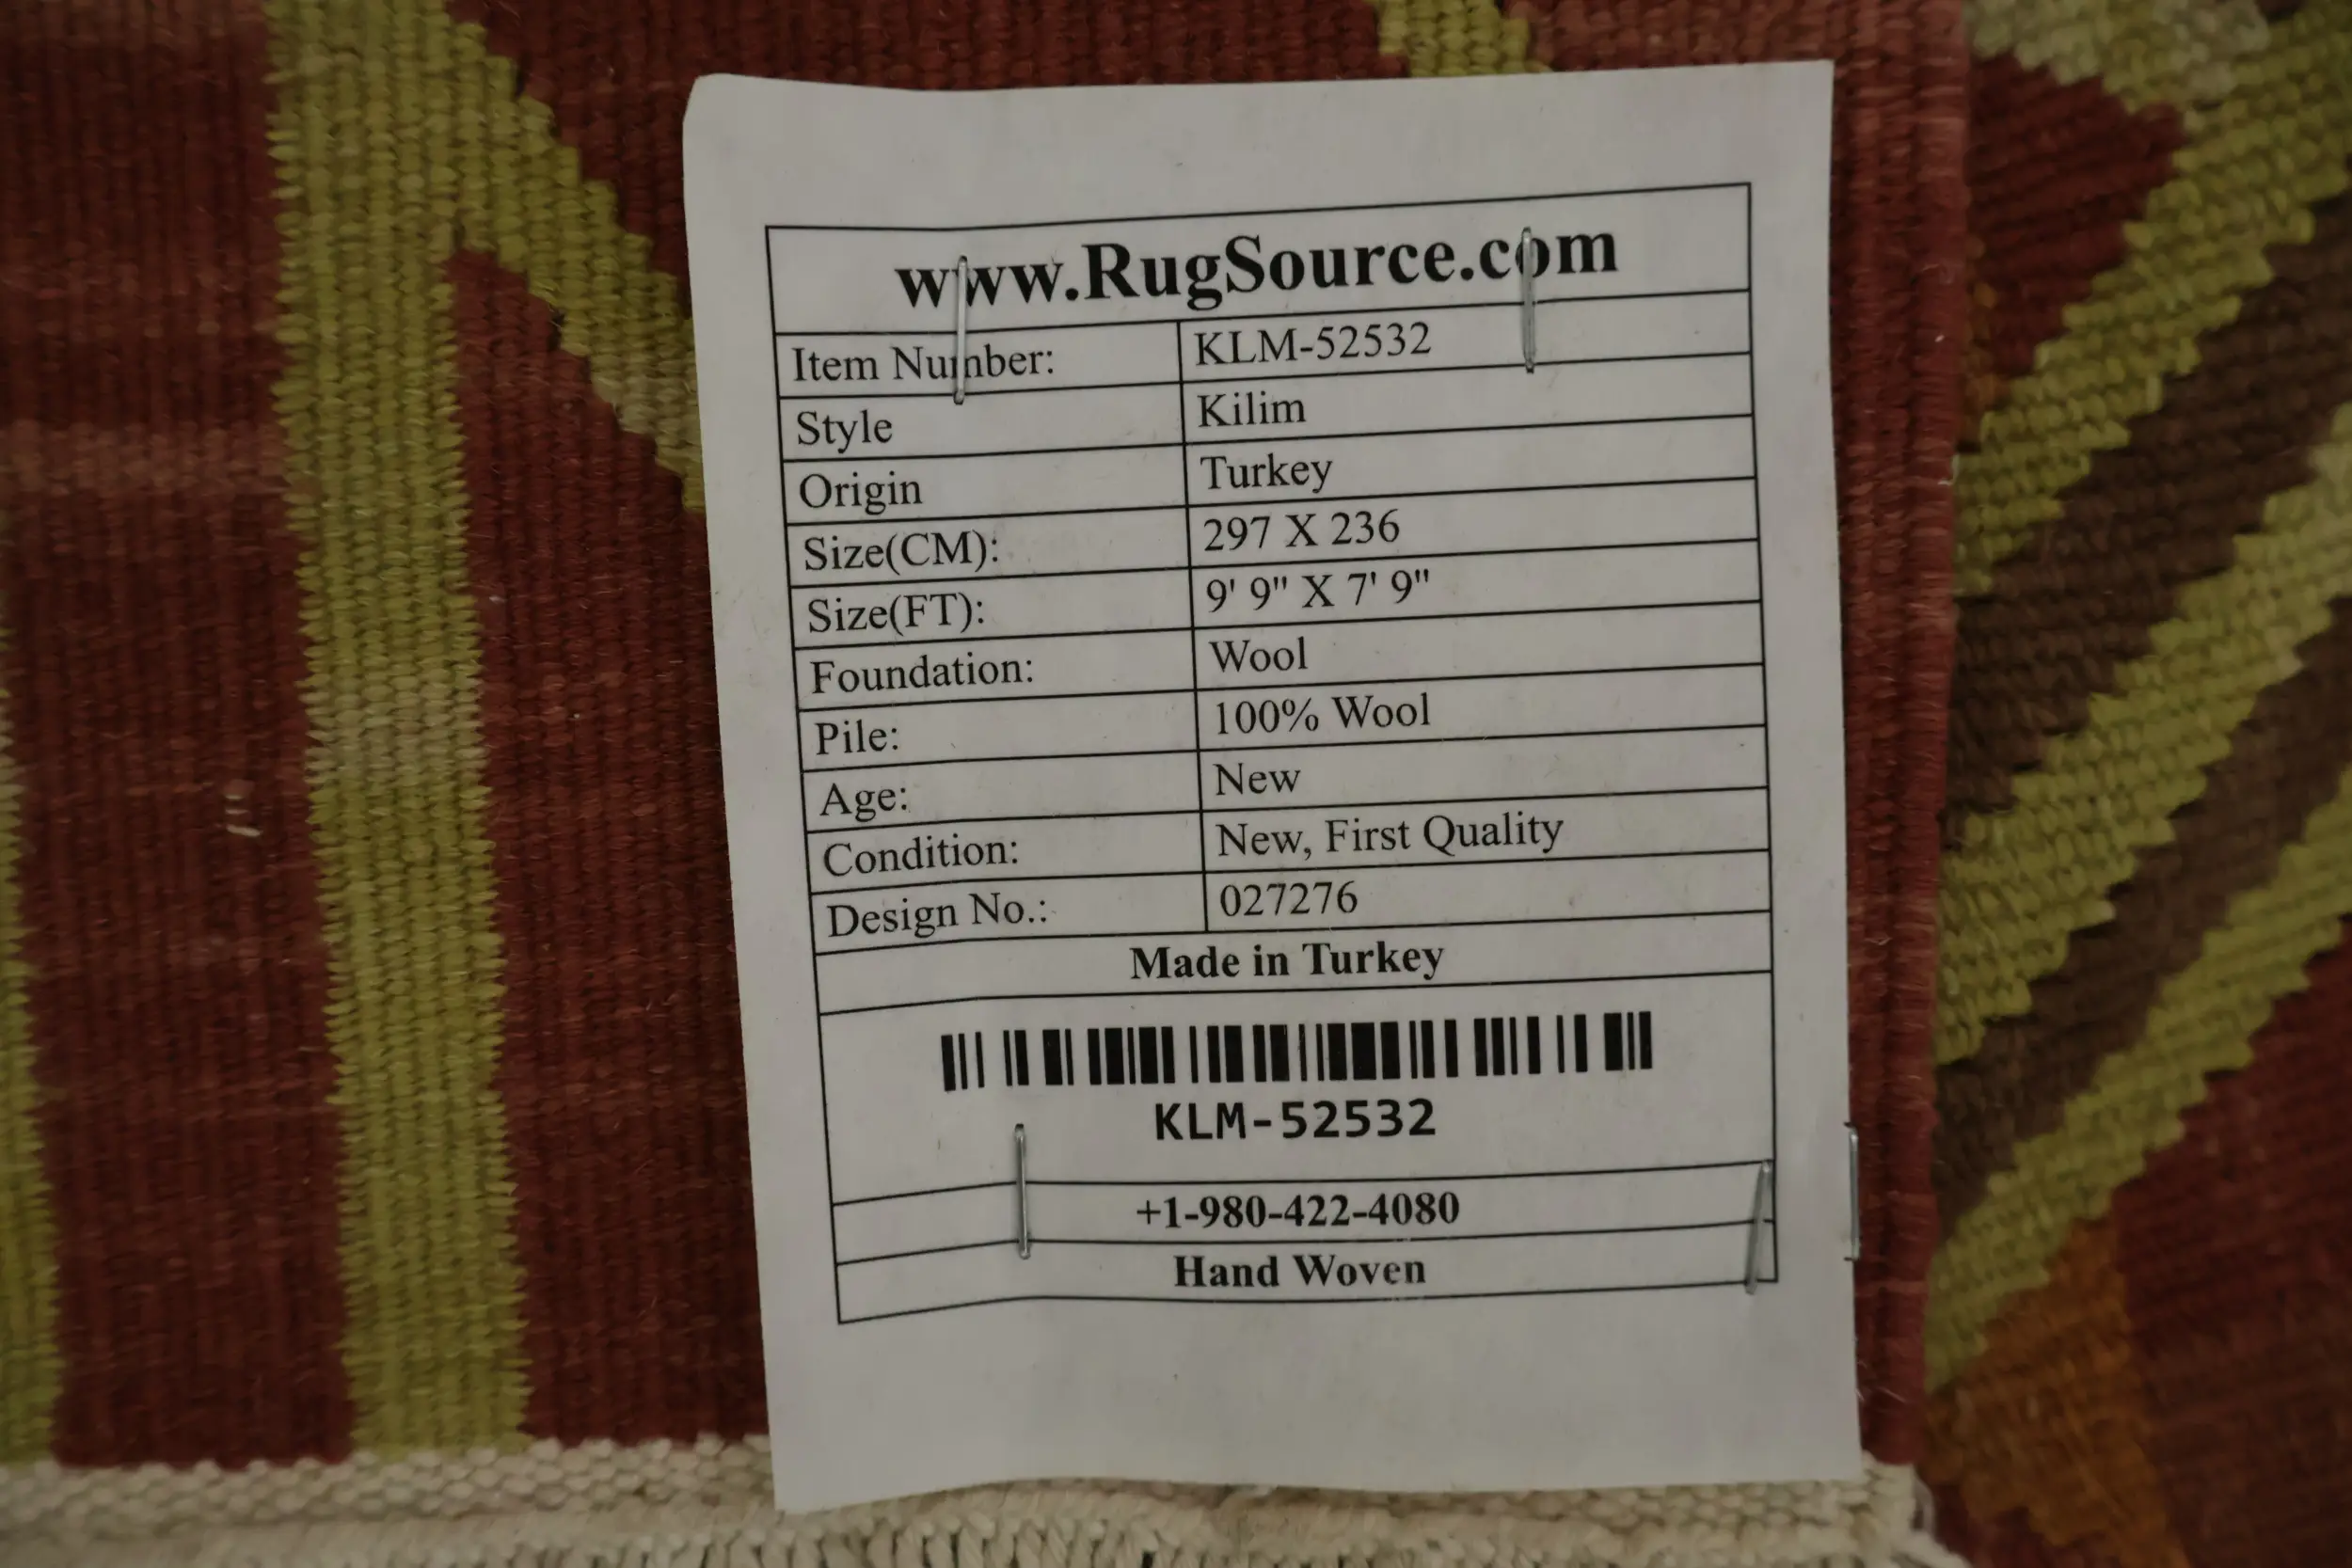 www.RugSource.com
Item Number: KLM-52532
Style Kilim
Origin Turkey
Size(CM): 297 X 236
Size(FT): 9' 9" X 7' 9"
Foundation: Wool
Pile: 100% Wool
Age: New
Condition: New, First Quality
Design No.: 027276
Made in Turkey
KLM-52532
+1-980-422-4080
Hand Woven